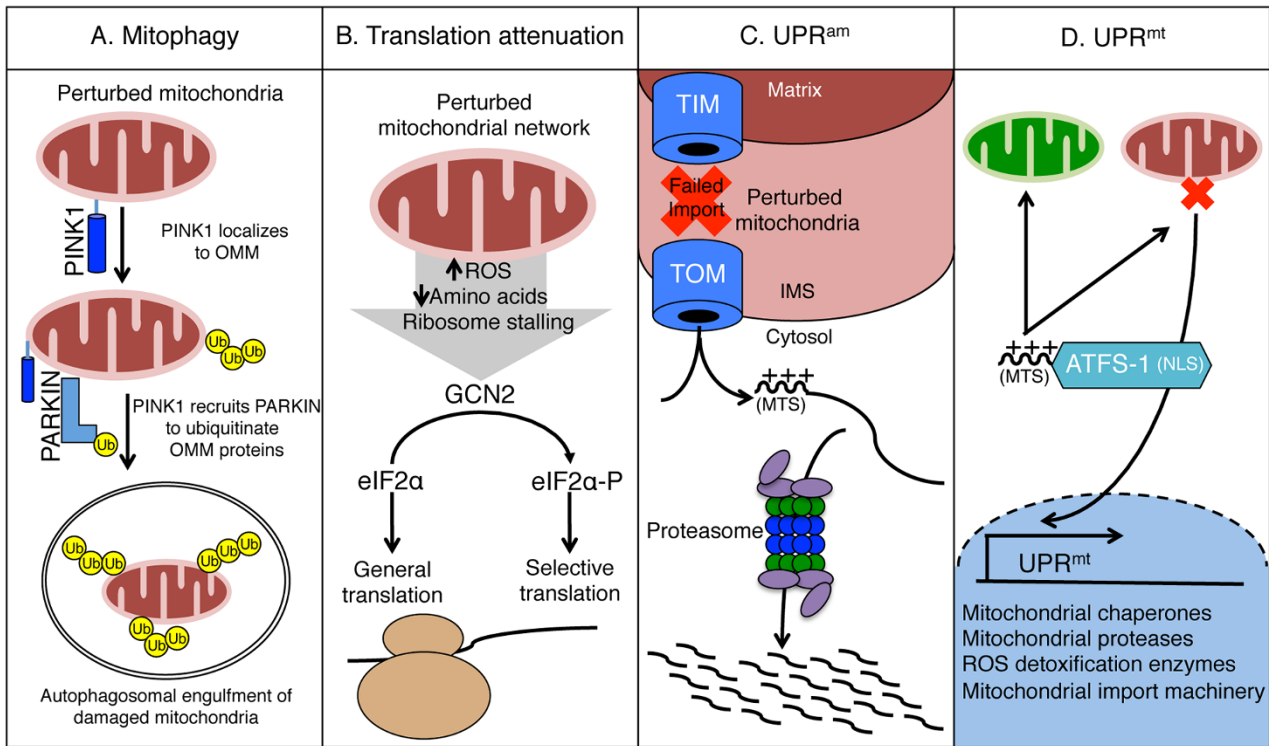 A. Mitophagy
Perturbed mitochondria
PINK1
PINK1 localizes
to OMM
Ub
Ub
Ub
PARKIN
Ub
PINK1 recruits PARKIN
to ubiquitinate
OMM proteins
Ub
Ub
Ub
Ub
Ub
Ub
Ub
Ub
Ub
Autophagosomal engulfment of
damaged mitochondria
B. Translation attenuation
Perturbed
mitochondrial network
ROS
Amino acids
Ribosome stalling
GCN2
eIF2α
eIF2α-P
General
translation
Selective
translation
C. UPRᵃᵐ
TIM
Matrix
Failed
Import
Perturbed
mitochondria
TOM
IMS
Cytosol
+++
(MTS)
Proteasome
D. UPRᵐᵗ
+++
(MTS)
ATFS-1 (NLS)
UPRᵐᵗ
Mitochondrial chaperones
Mitochondrial proteases
ROS detoxification enzymes
Mitochondrial import machinery